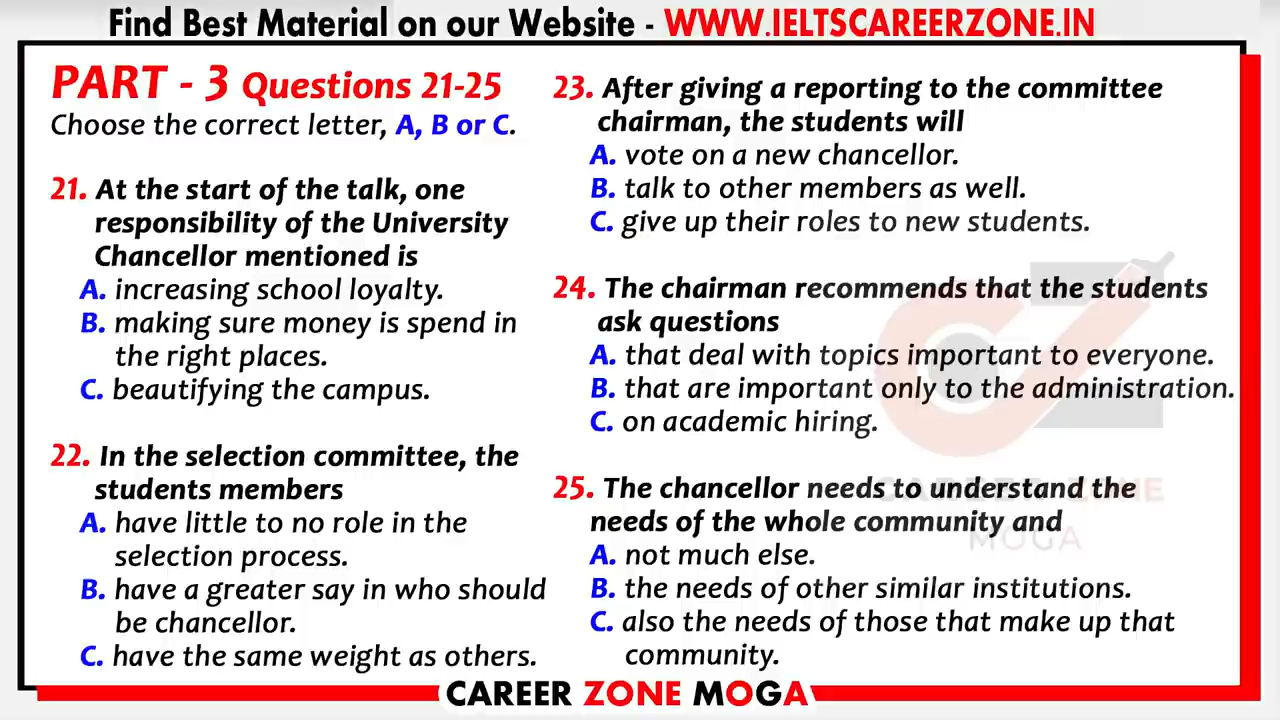 Find Best Material on our Website - WWW.IELTSCAREERZONE.IN
PART - 3 Questions 21-25
Choose the correct letter, A, B or C.
21. At the start of the talk, one
responsibility of the University
Chancellor mentioned is
A. increasing school loyalty.
B. making sure money is spend in
the right places.
C. beautifying the campus.
22. In the selection committee, the
students members
A. have little to no role in the
selection process.
B. have a greater say in who should
be chancellor.
C. have the same weight as others.
23. After giving a reporting to the committee
chairman, the students will
A. vote on a new chancellor.
B. talk to other members as well.
C. give up their roles to new students.
24. The chairman recommends that the students
ask questions
A. that deal with topics important to everyone.
B. that are important only to the administration.
C. on academic hiring.
25. The chancellor needs to understand the
needs of the whole community and
A. not much else.
B. the needs of other similar institutions.
C. also the needs of those that make up that
community.
CAREER ZONE
MOGA
CAREER ZONE MOGA